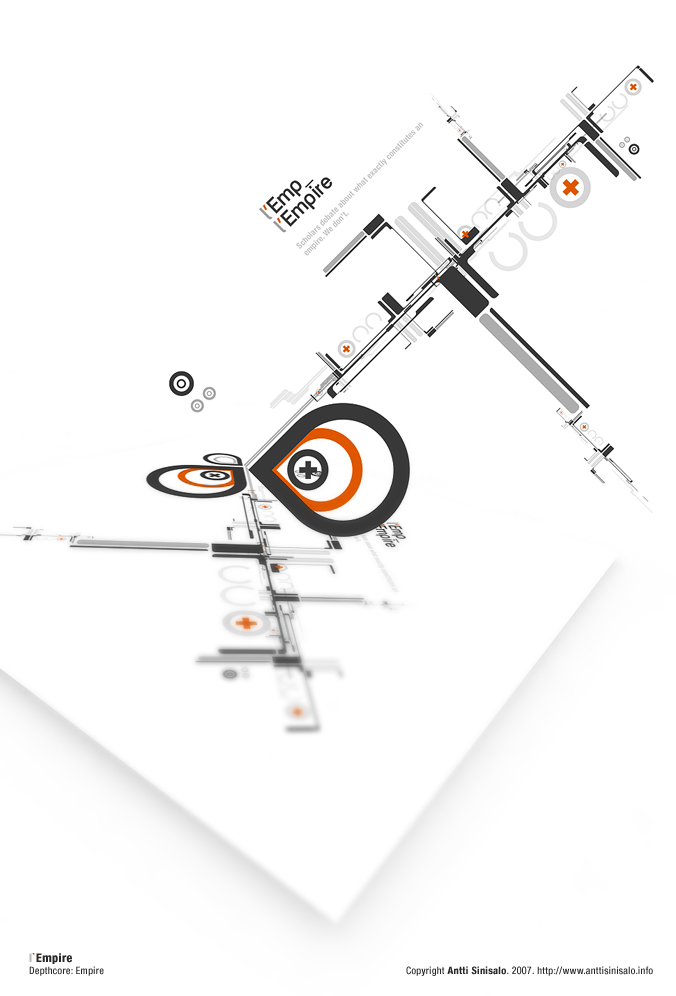 l'Emp
l'Empire
Scholars debate about what exactly constitutes an
empire. We don't.
Emp
Empire
l'Empire
Depthcore: Empire
Copyright Antti Sinisalo. 2007. http://www.anttisinisalo.info